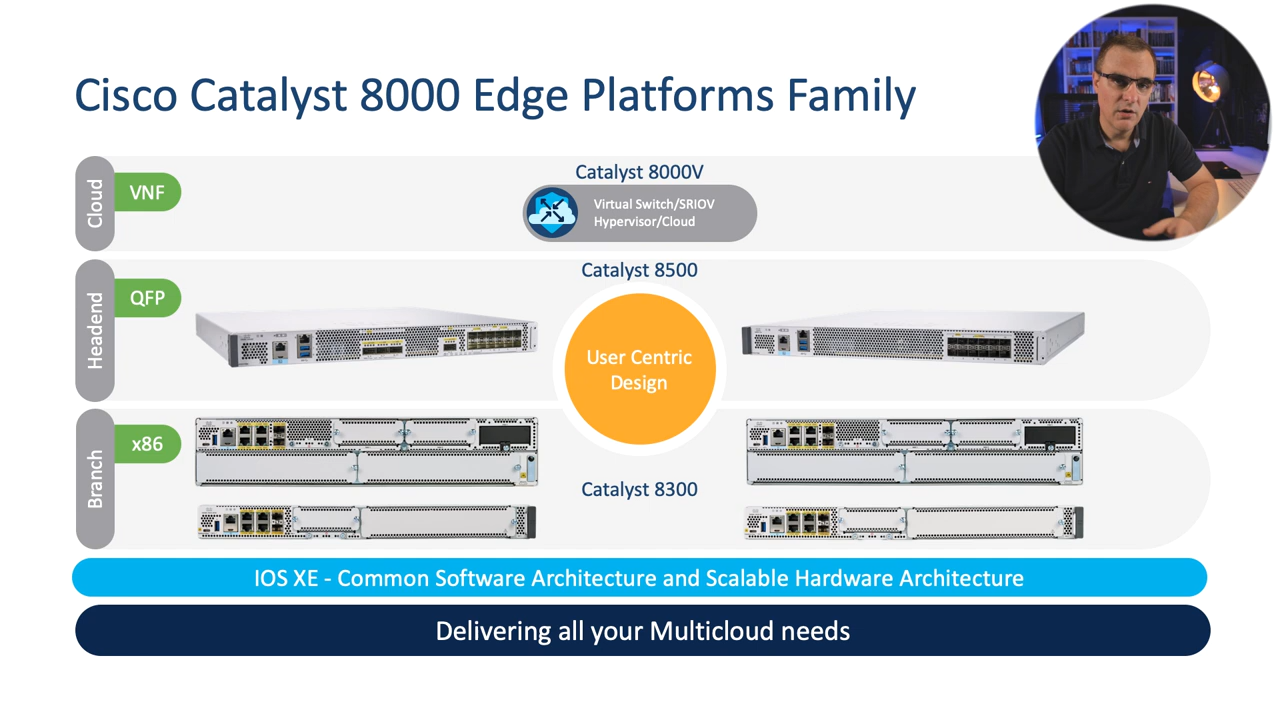 Cisco Catalyst 8000 Edge Platforms Family
Cloud
VNF
Catalyst 8000V
Virtual Switch/SRIOV
Hypervisor/Cloud
Headend
QFP
Catalyst 8500
User Centric
Design
Branch
x86
Catalyst 8300
IOS XE - Common Software Architecture and Scalable Hardware Architecture
Delivering all your Multicloud needs